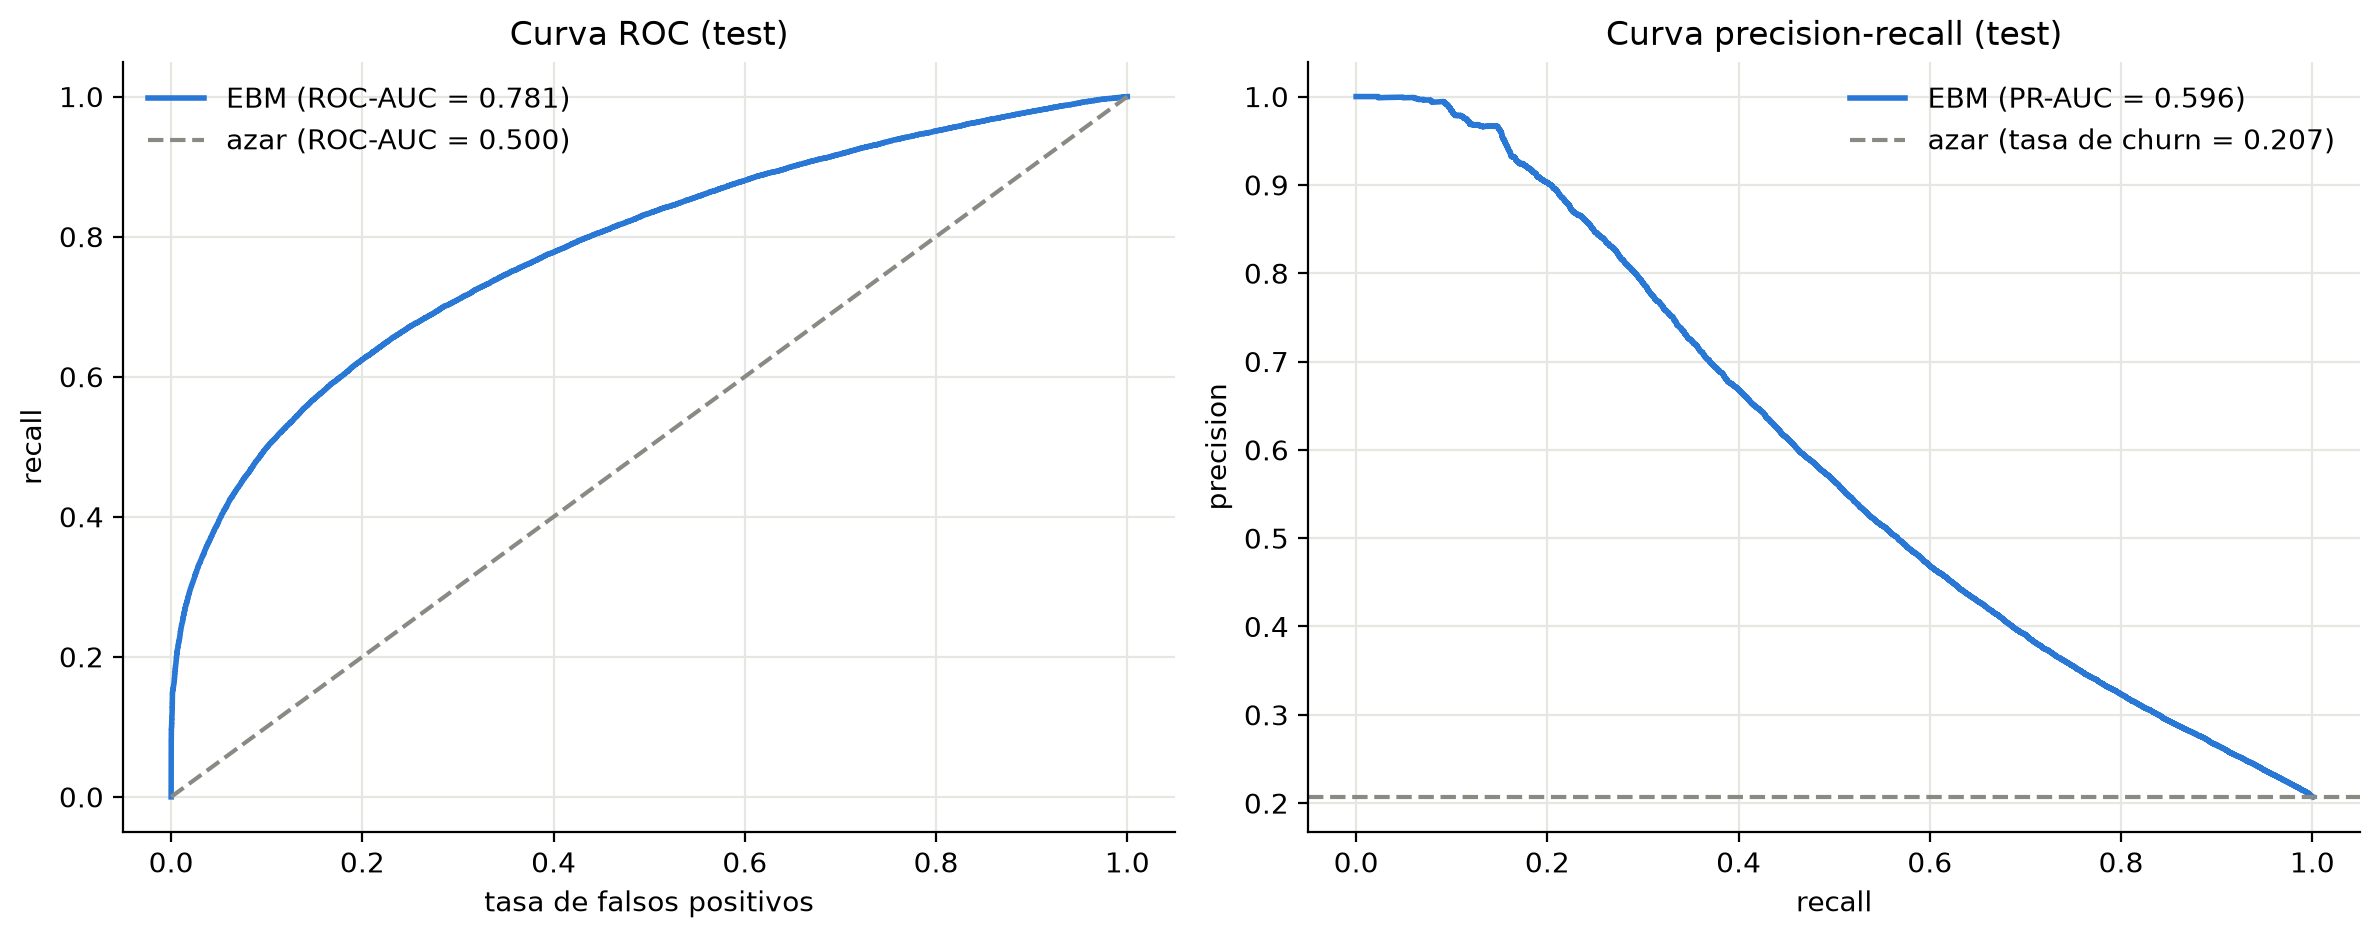 Curva ROC (test)
EBM (ROC-AUC = 0.781)
azar (ROC-AUC = 0.500)
1.0
0.8
0.6
0.4
0.2
0.0
recall
0.0 0.2 0.4 0.6 0.8 1.0
tasa de falsos positivos
Curva precision-recall (test)
EBM (PR-AUC = 0.596)
azar (tasa de churn = 0.207)
1.0
0.9
0.8
0.7
0.6
0.5
0.4
0.3
0.2
precision
0.0 0.2 0.4 0.6 0.8 1.0
recall